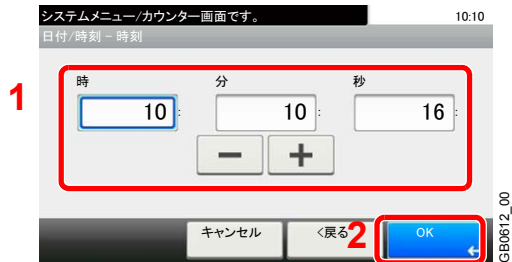 システムメニュー/カウンター画面です。 10:10
日付/時刻 - 時刻
1
時 分 秒
10 : 10 : 16 :
キャンセル <戻る 2 OK
GB0612_00